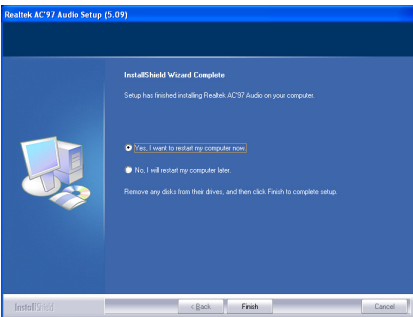 Realtek AC'97 Audio Setup (5.09)
InstallShield Wizard Complete
Setup has finished installing Realtek AC'97 Audio on your computer.
Yes, I want to restart my computer now.
No, I will restart my computer later.
Remove any disks from their drives, and then click Finish to complete setup.
InstallShield
< Back Finish Cancel